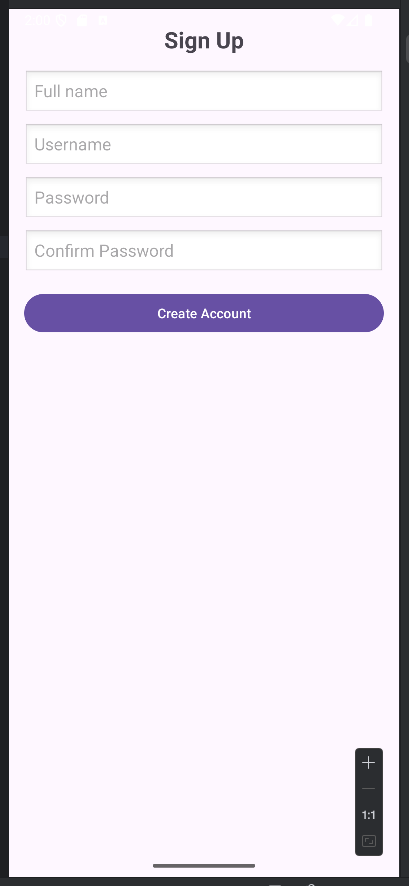 Sign Up
Full name
Username
Password
Confirm Password
Create Account
1:1